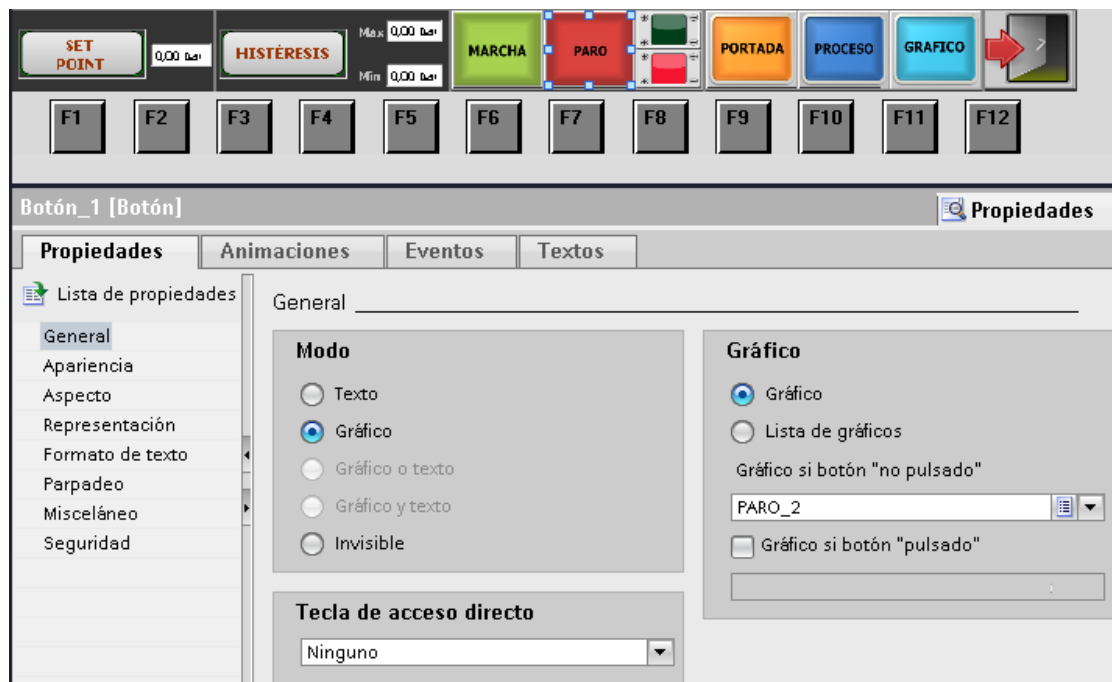 SET
POINT
0,00 bar
HISTÉRESIS
Max 0,00 bar
Min 0,00 bar
MARCHA
PARO
PORTADA
PROCESO
GRAFICO
F1 F2 F3 F4 F5 F6 F7 F8 F9 F10 F11 F12
Botón_1 [Botón]
Propiedades
Propiedades Animaciones Eventos Textos
Lista de propiedades
General
Apariencia
Aspecto
Representación
Formato de texto
Parpadeo
Misceláneo
Seguridad
General
Modo
Texto
Gráfico
Gráfico o texto
Gráfico y texto
Invisible
Tecla de acceso directo
Ninguno
Gráfico
Gráfico
Lista de gráficos
Gráfico si botón "no pulsado"
PARO_2
Gráfico si botón "pulsado"